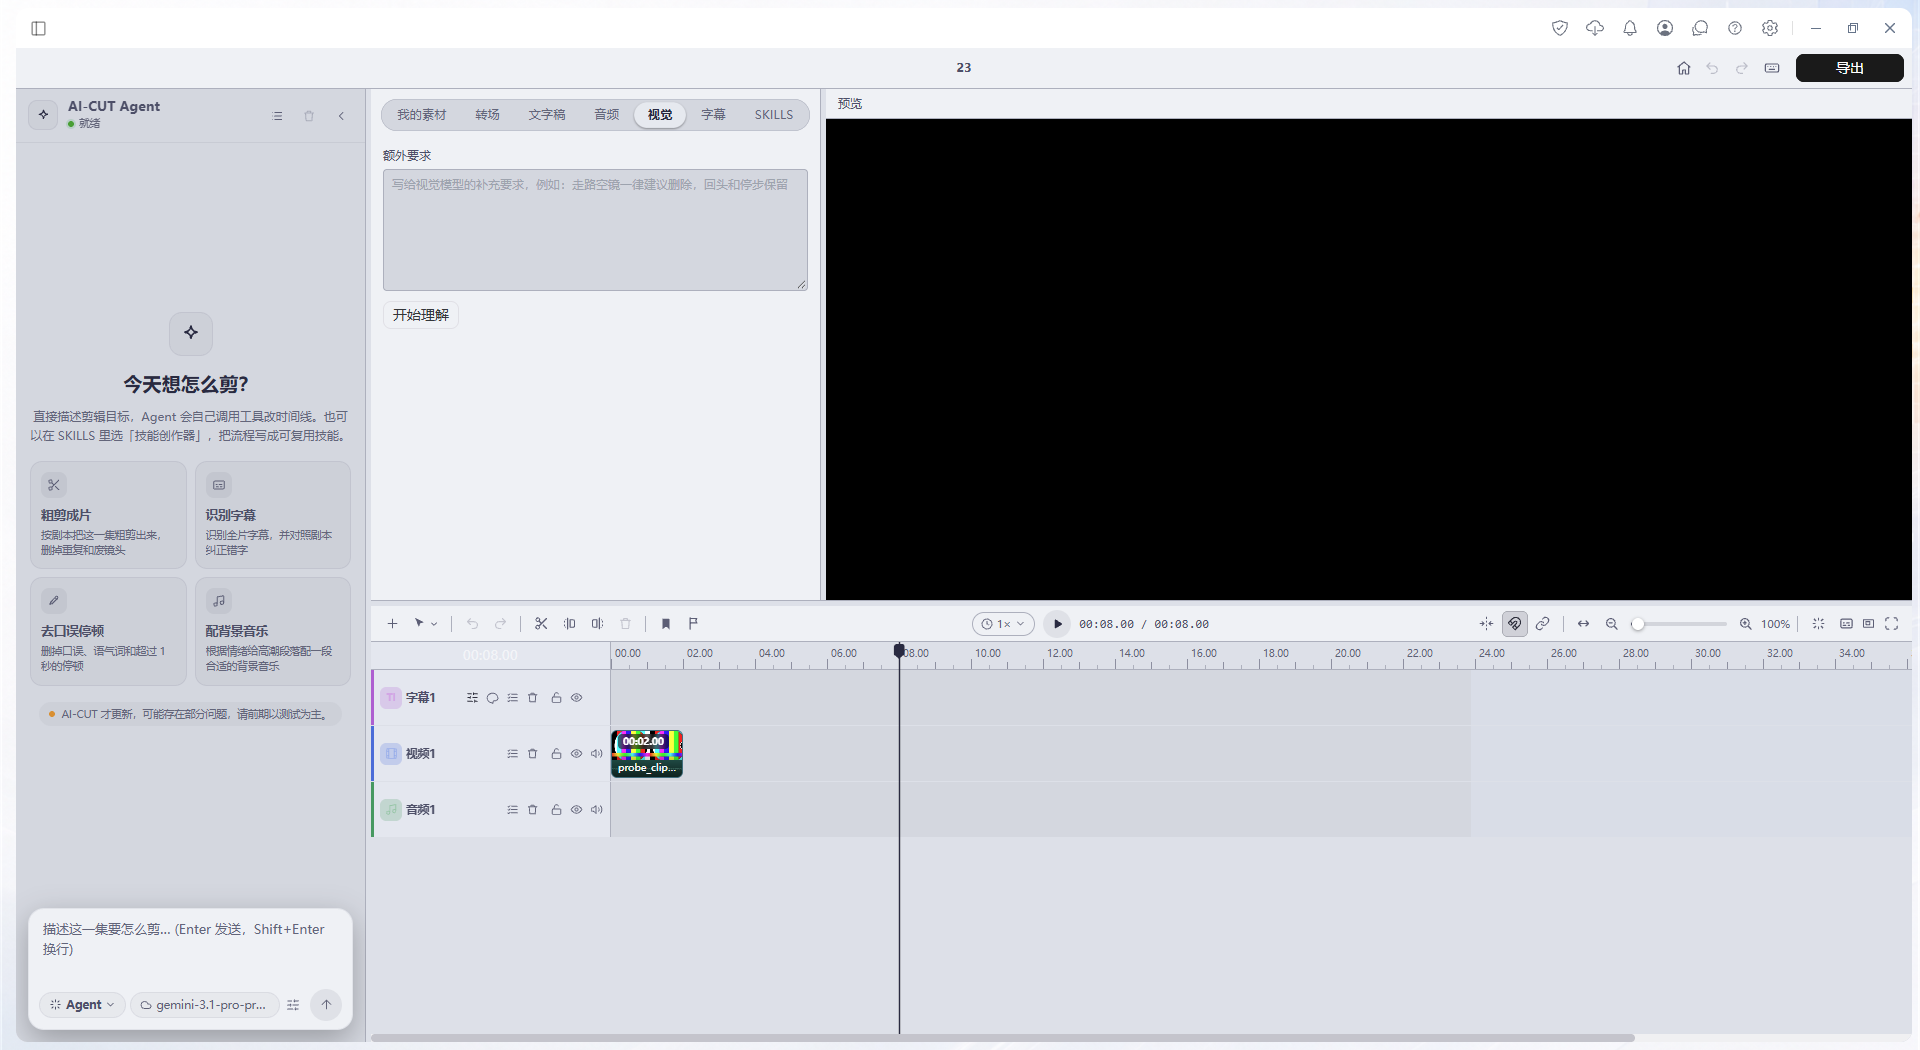 23
导出
AI-CUT Agent
就绪
我的素材
转场
文字稿
音频
视觉
字幕
SKILLS
预览
额外要求
写给视觉模型的补充要求，例如：走路空镜一律建议删除，回头和停步保留
开始理解
今天想怎么剪？
直接描述剪辑目标，Agent 会自己调用工具改时间线。也可
以在 SKILLS 里选「技能创作器」，把流程写成可复用技能。
粗剪成片
按剧本把这一集粗剪出来，
删掉重复和废镜头
识别字幕
识别全片字幕，并对照剧本
纠正错字
去口误停顿
删掉口误、语气词和超过 1
秒的停顿
配背景音乐
根据情绪给高潮段落配一段
合适的背景音乐
AI-CUT 才更新，可能存在部分问题，请前期以测试为主。
描述这一集要怎么剪... (Enter 发送，Shift+Enter
换行)
Agent
gemini-3.1-pro-pr...
1×
00:08.00 / 00:08.00
100%
00:08.00
00.00
02.00
04.00
06.00
08.00
10.00
12.00
14.00
16.00
18.00
20.00
22.00
24.00
26.00
28.00
30.00
32.00
34.00
字幕1
视频1
00:02.00
probe_clip...
音频1